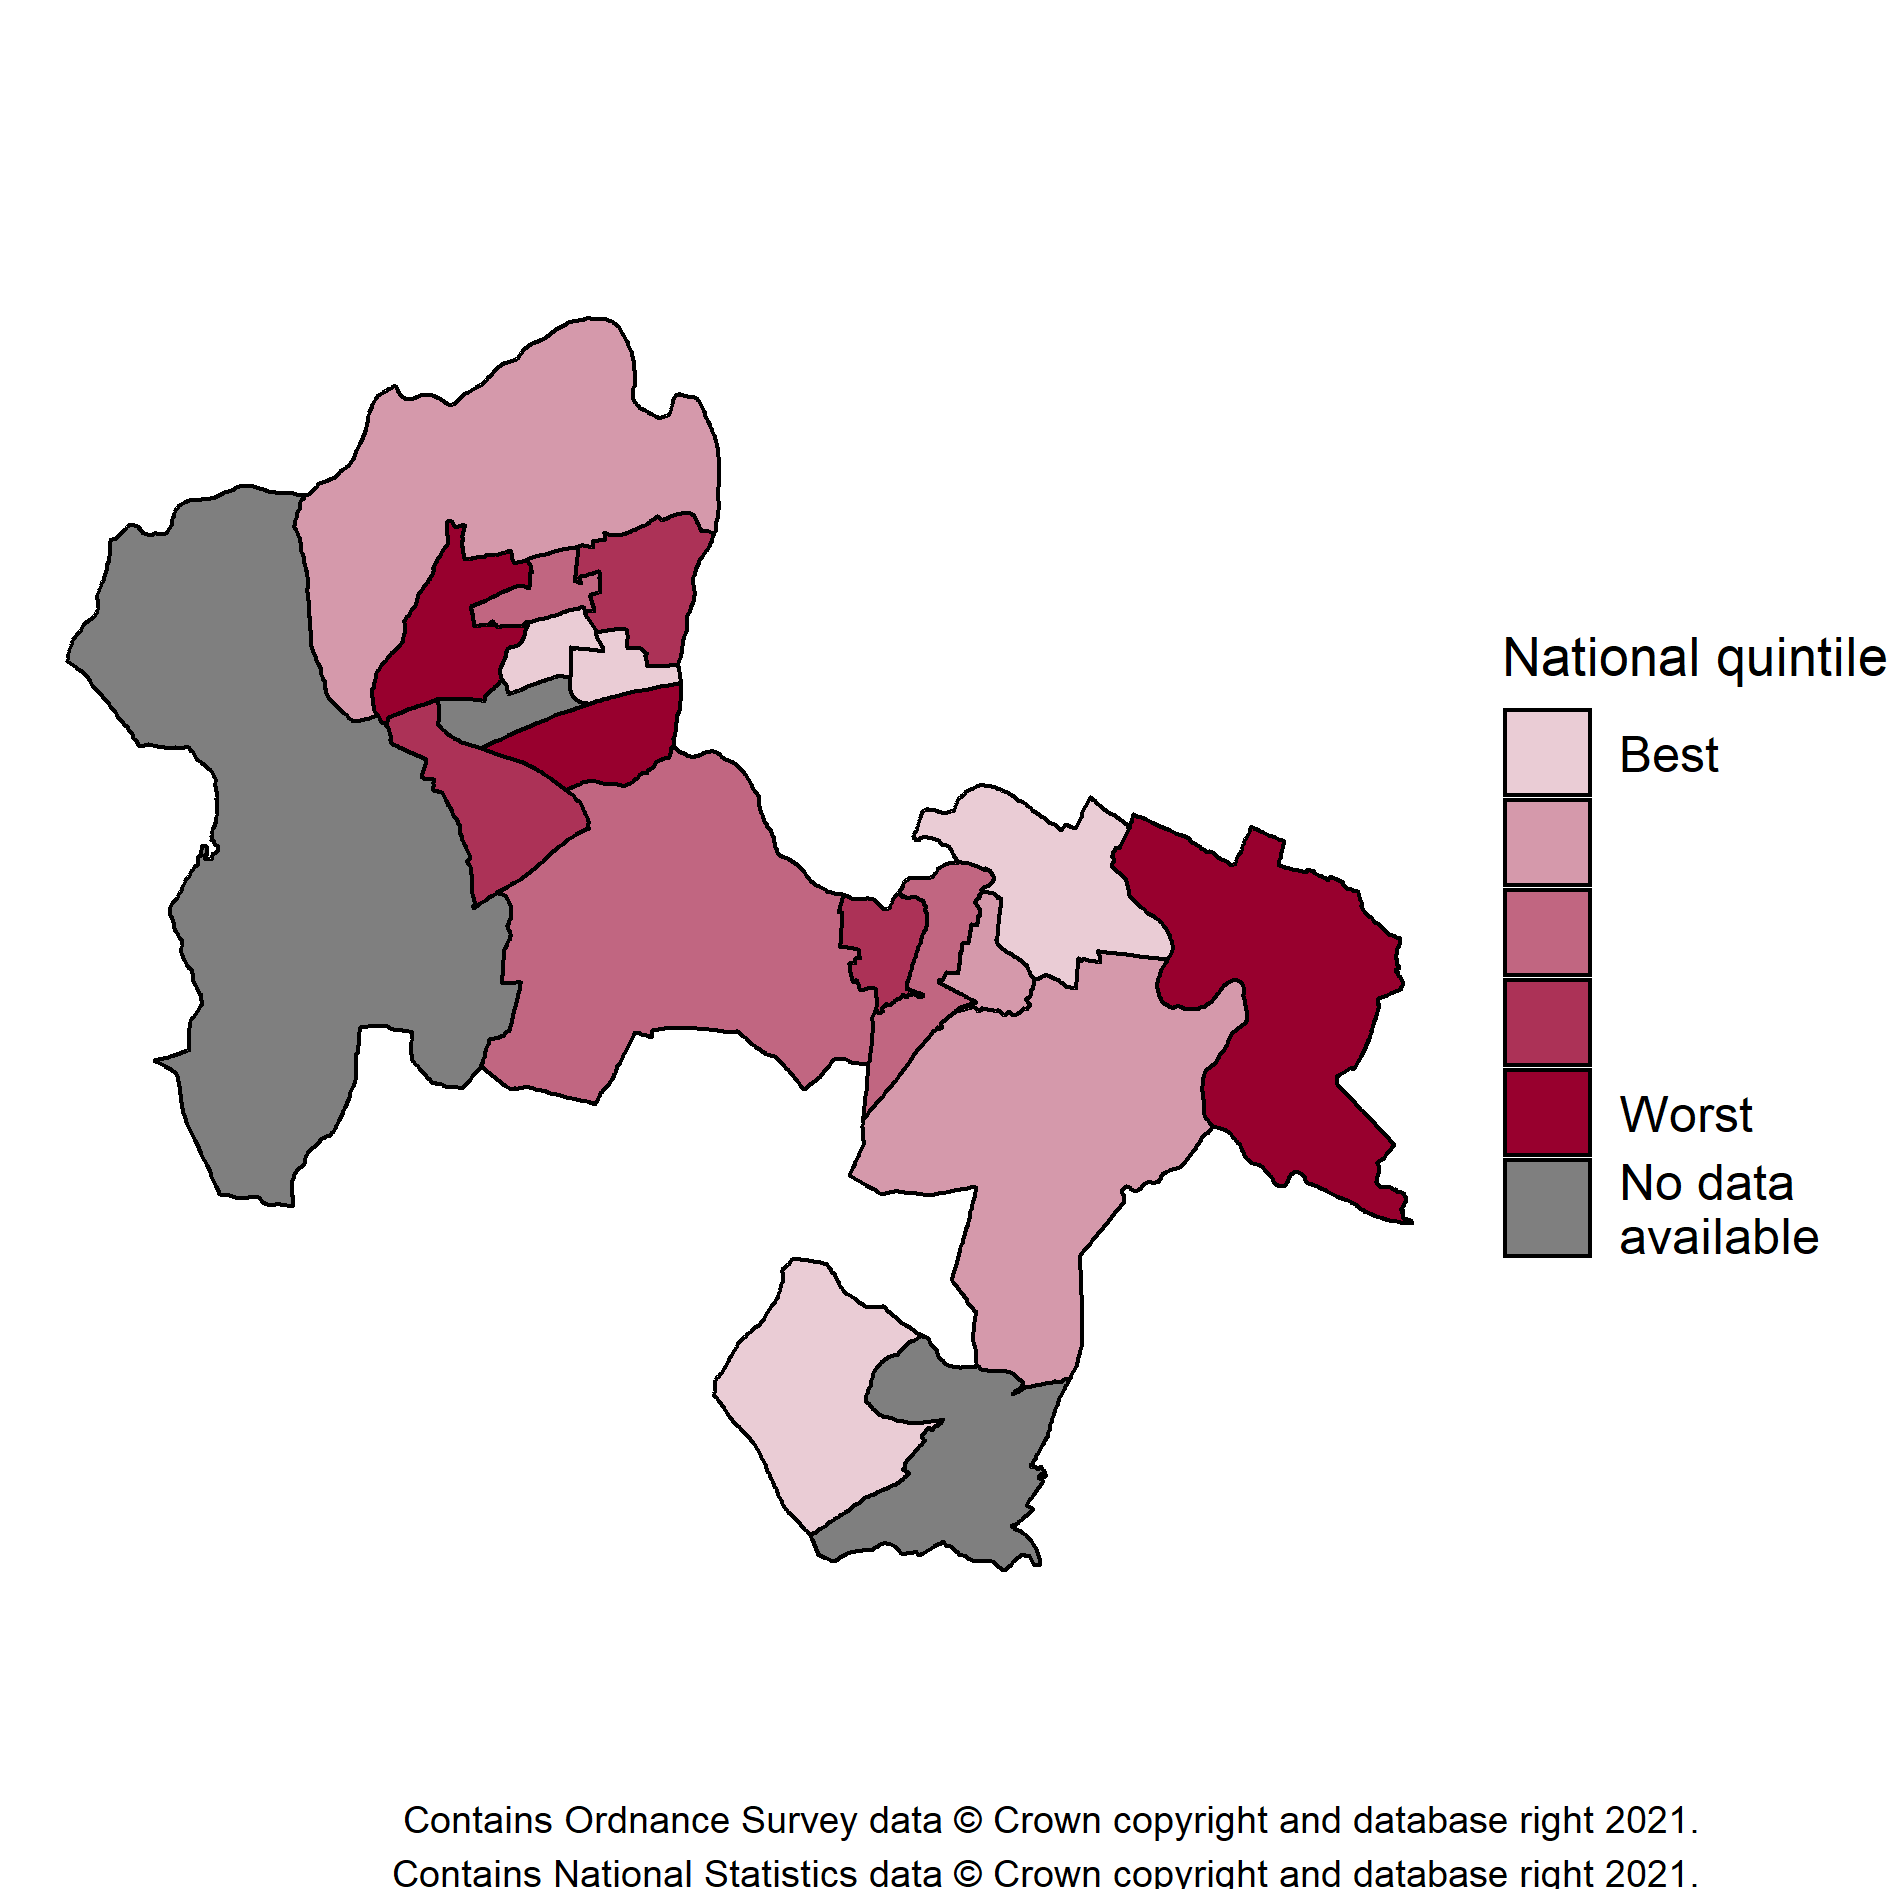 National quintile
Best
Worst
No data
available
Contains Ordnance Survey data © Crown copyright and database right 2021.
Contains National Statistics data © Crown copyright and database right 2021.